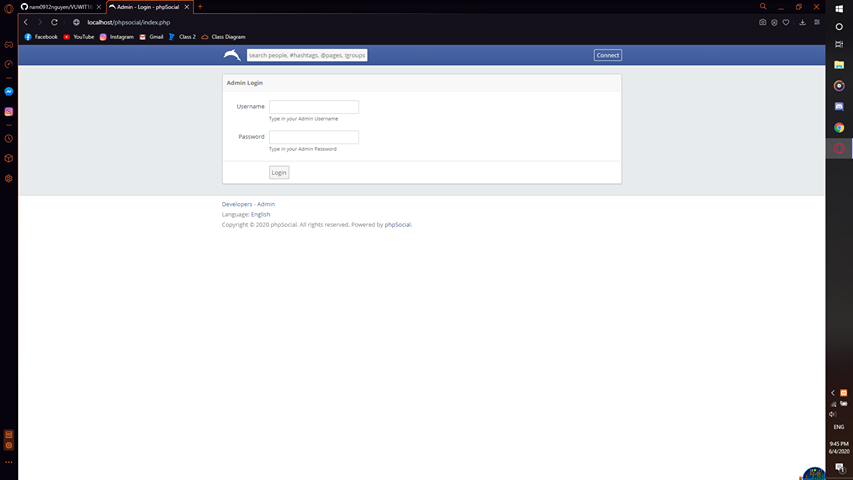 nam0912nguyen/VUWIT1
Admin - Login - phpSocial
localhost/phpsocial/index.php
Facebook YouTube Instagram Gmail Class 2 Class Diagram
search people, #hashtags, @pages, !groups
Connect
Admin Login
Username
Type in your Admin Username
Password
Type in your Admin Password
Login
Developers - Admin
Language: English
Copyright © 2020 phpSocial. All rights reserved. Powered by phpSocial.
ENG
9:45 PM
6/4/2020